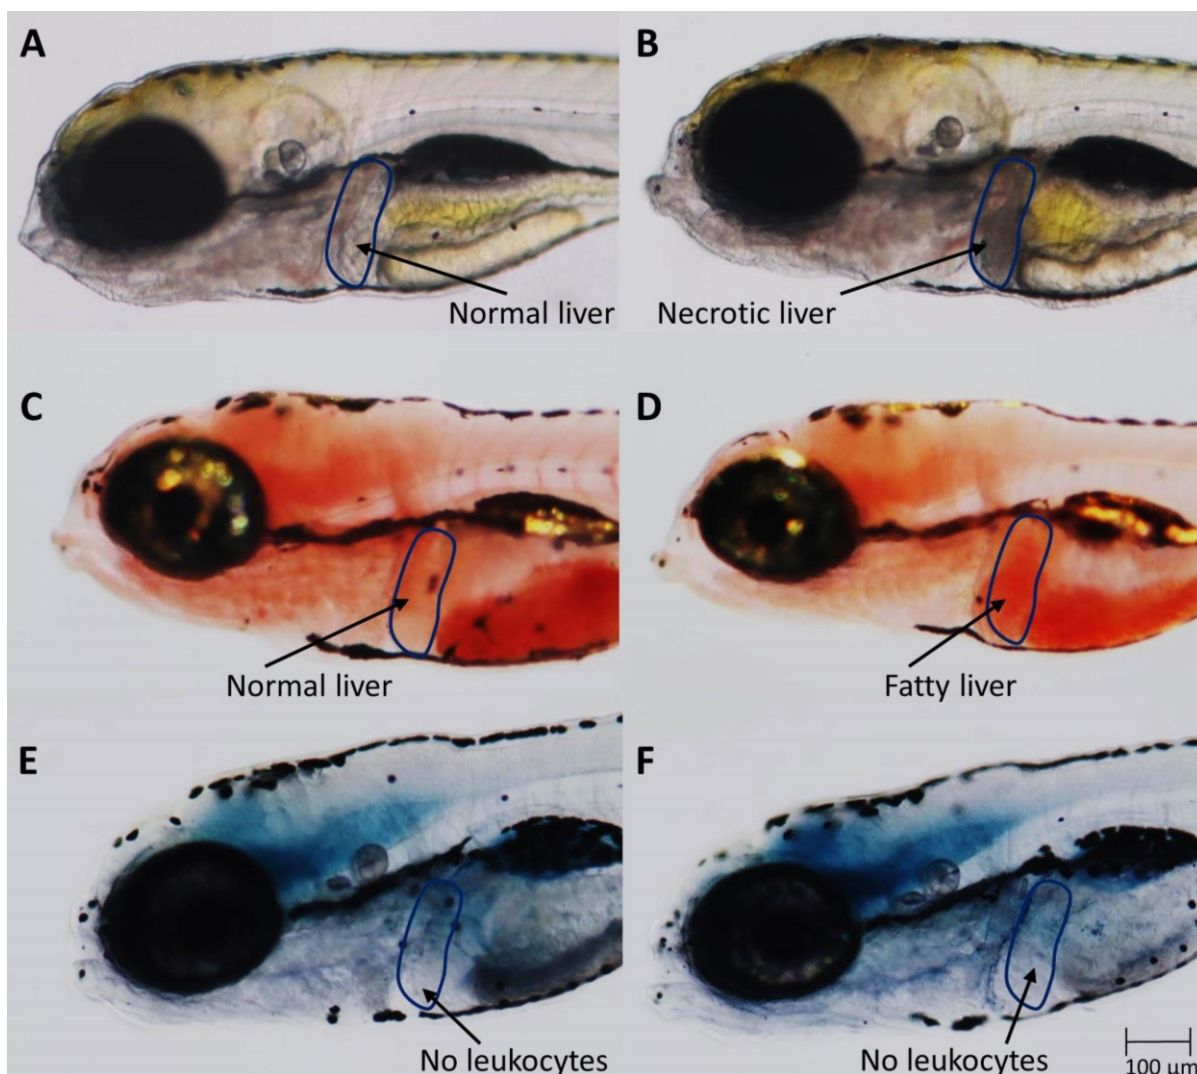 A
B
Normal liver
Necrotic liver
C
D
Normal liver
Fatty liver
E
F
No leukocytes
No leukocytes
100 µm